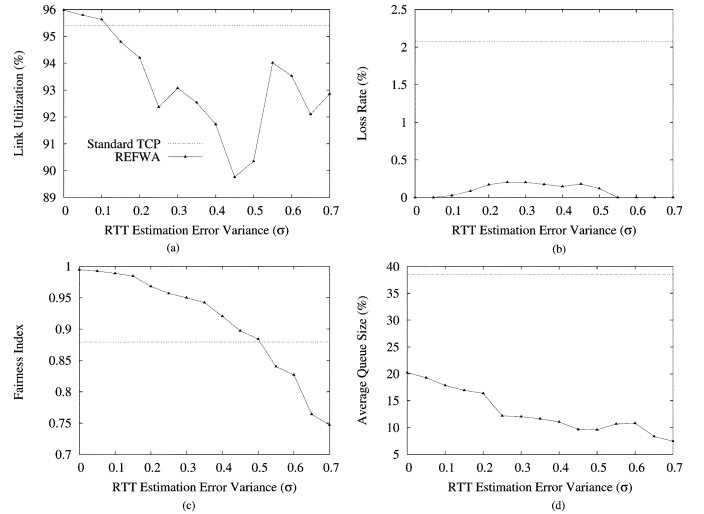 96
95
94
93
92
91
90
89
Link Utilization (%)
Standard TCP
REFWA
0 0.1 0.2 0.3 0.4 0.5 0.6 0.7
RTT Estimation Error Variance (σ)
(a)
2.5
2
1.5
1
0.5
0
Loss Rate (%)
0 0.1 0.2 0.3 0.4 0.5 0.6 0.7
RTT Estimation Error Variance (σ)
(b)
1
0.95
0.9
0.85
0.8
0.75
0.7
Fairness Index
0 0.1 0.2 0.3 0.4 0.5 0.6 0.7
RTT Estimation Error Variance (σ)
(c)
40
35
30
25
20
15
10
5
Average Queue Size (%)
0 0.1 0.2 0.3 0.4 0.5 0.6 0.7
RTT Estimation Error Variance (σ)
(d)